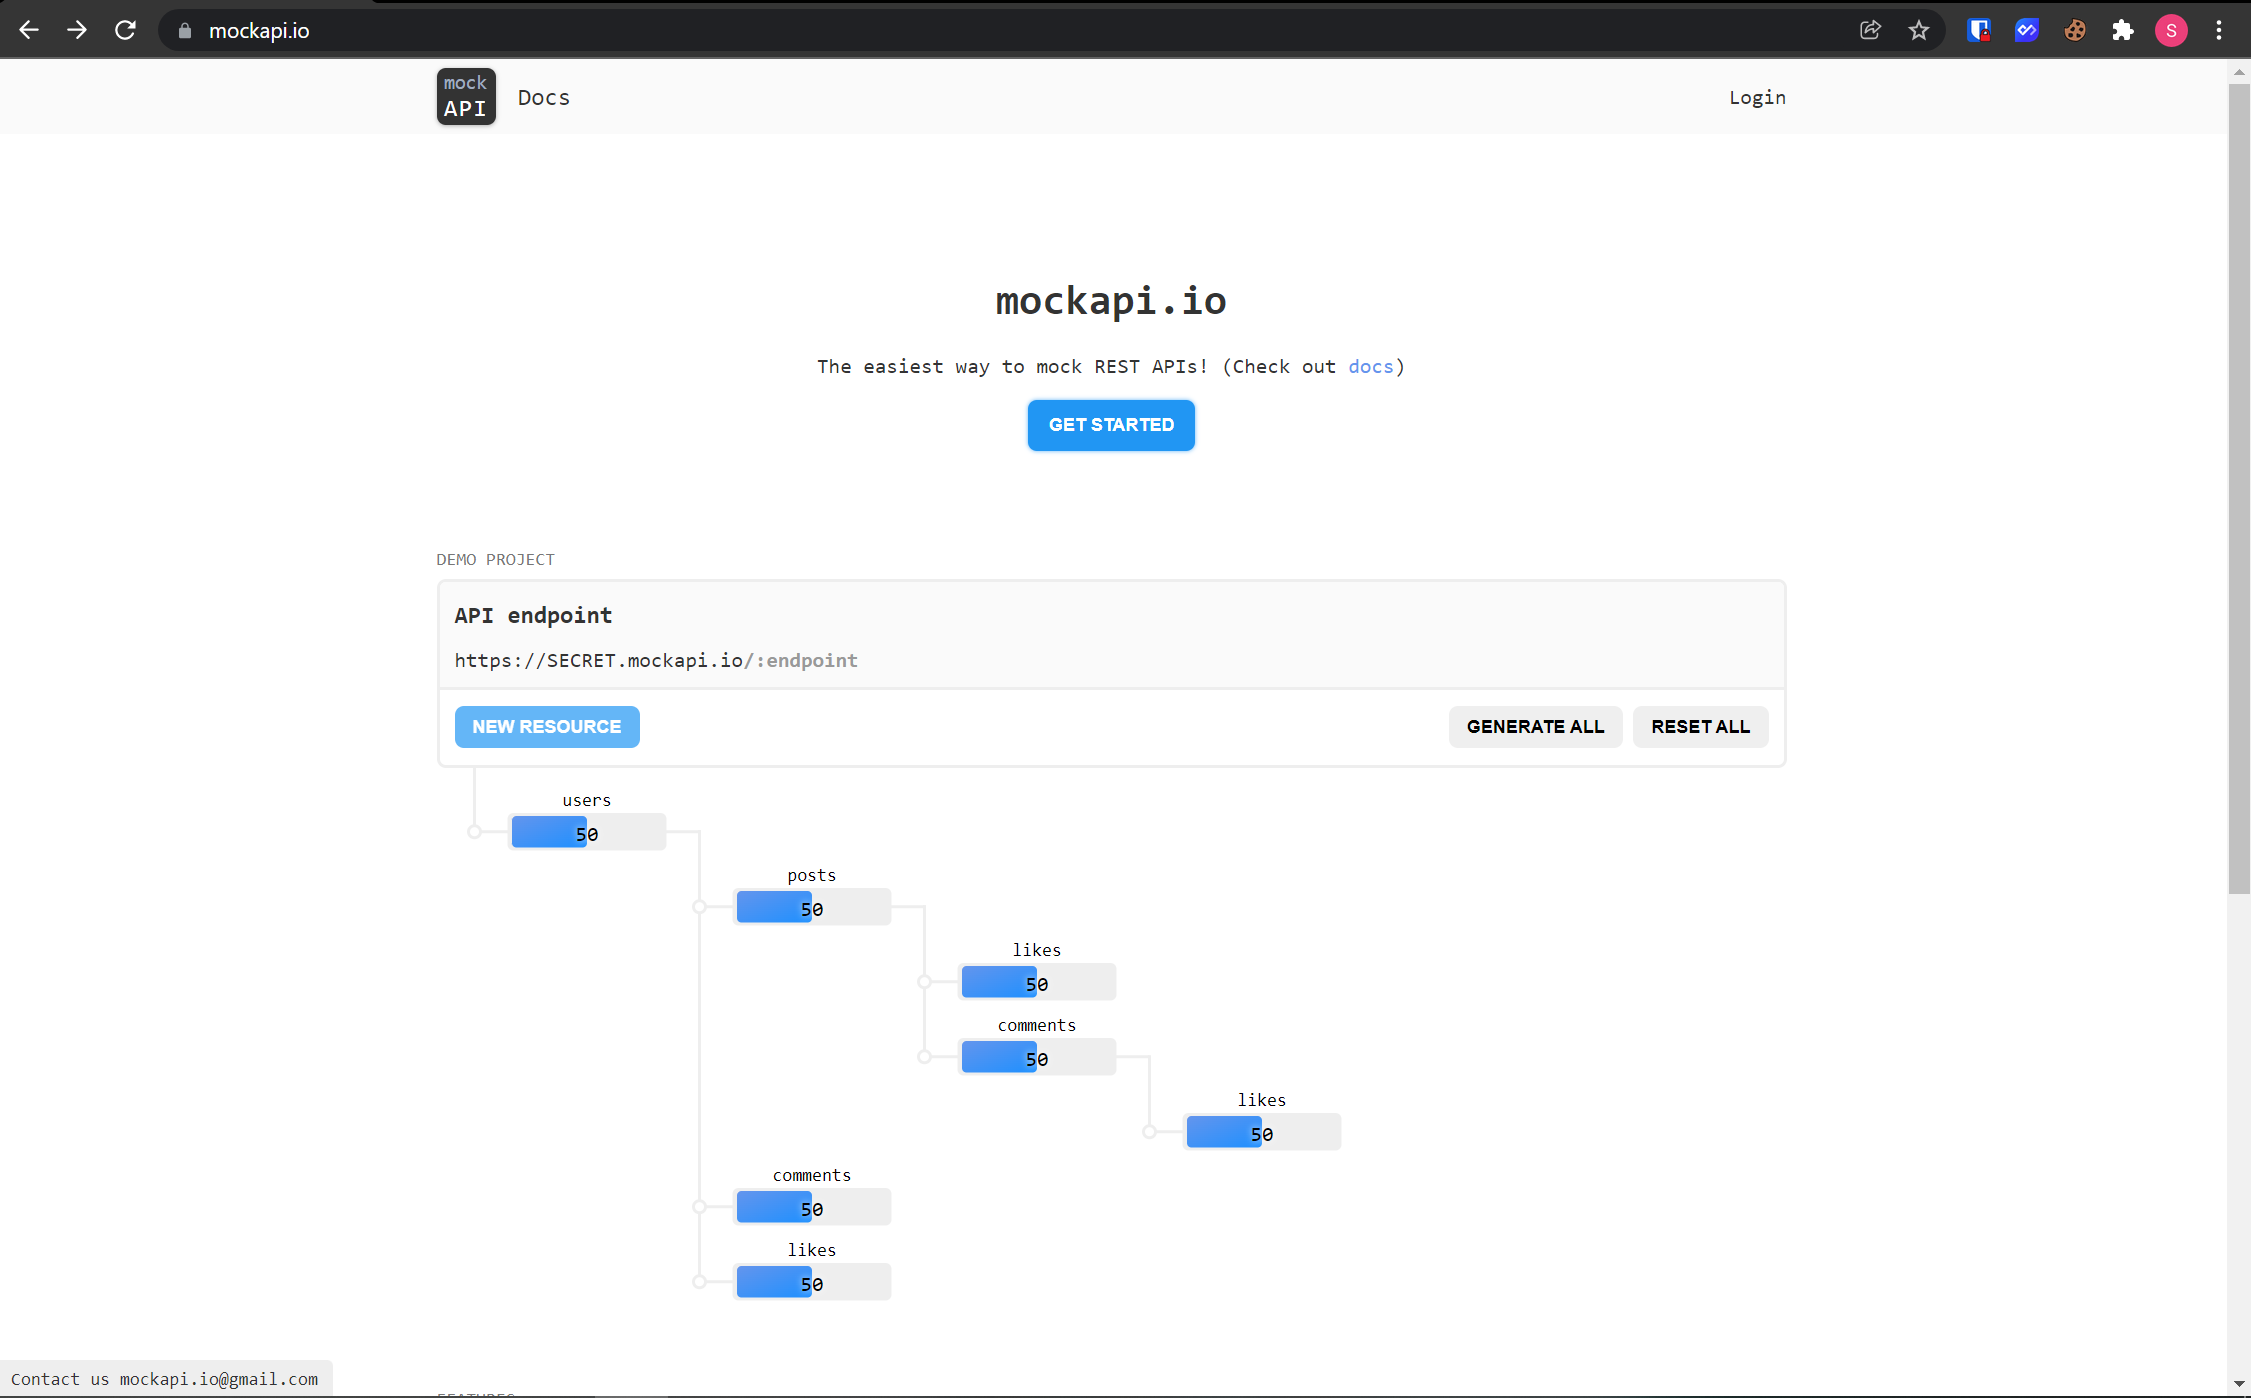 mockapi.io
S
mock
API
Docs
Login
mockapi.io
The easiest way to mock REST APIs! (Check out docs)
GET STARTED
DEMO PROJECT
API endpoint
https://SECRET.mockapi.io/:endpoint
NEW RESOURCE
GENERATE ALL
RESET ALL
users
50
posts
50
likes
50
comments
50
likes
50
comments
50
likes
50
Contact us mockapi.io@gmail.com